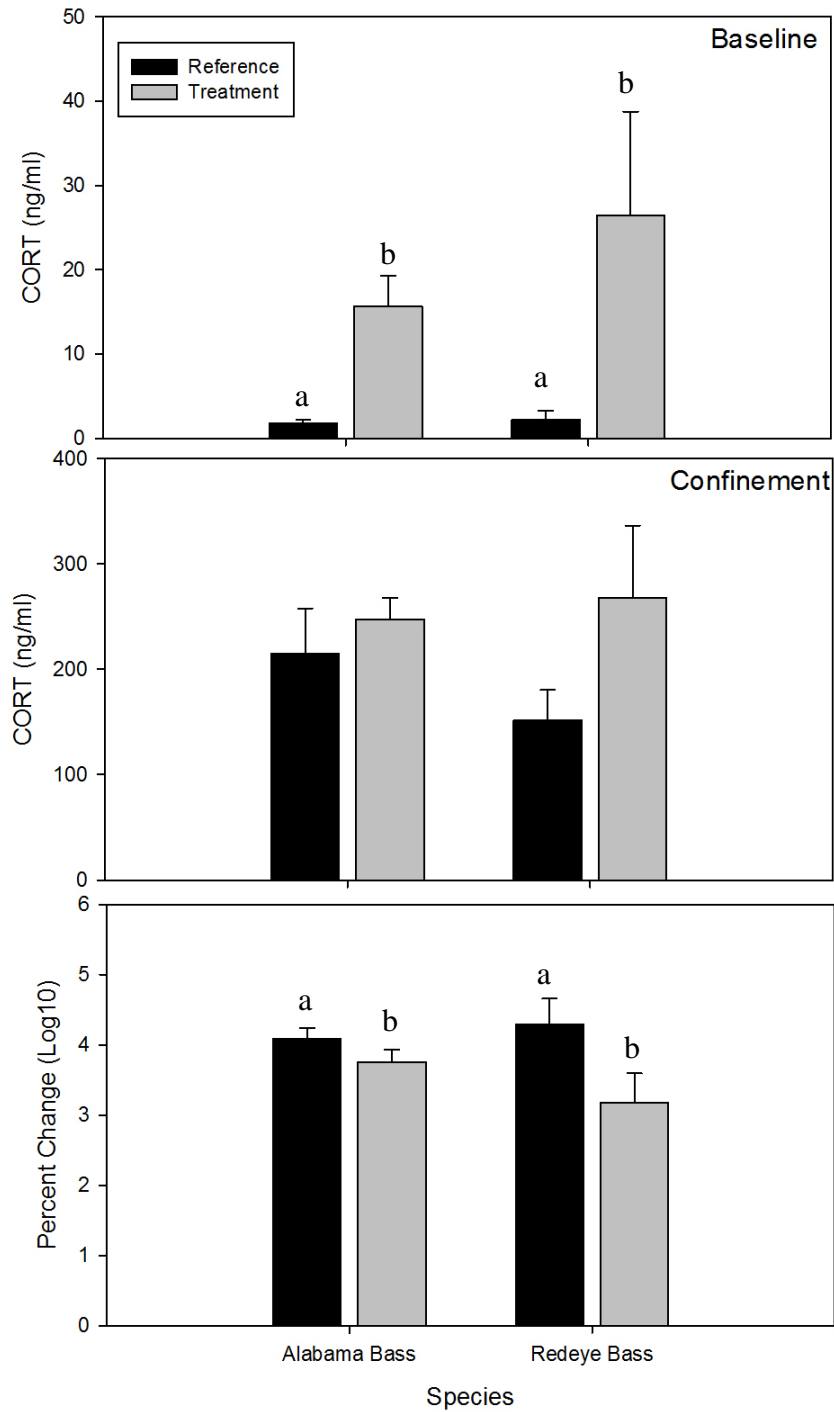 50
Baseline
Reference
Treatment
b
40
CORT (ng/ml)
30
b
20
10
a
a
0
400
Confinement
300
CORT (ng/ml)
200
100
0
6
5
a
a
b
4
b
Percent Change (Log10)
3
2
1
0
Alabama Bass Redeye Bass
Species